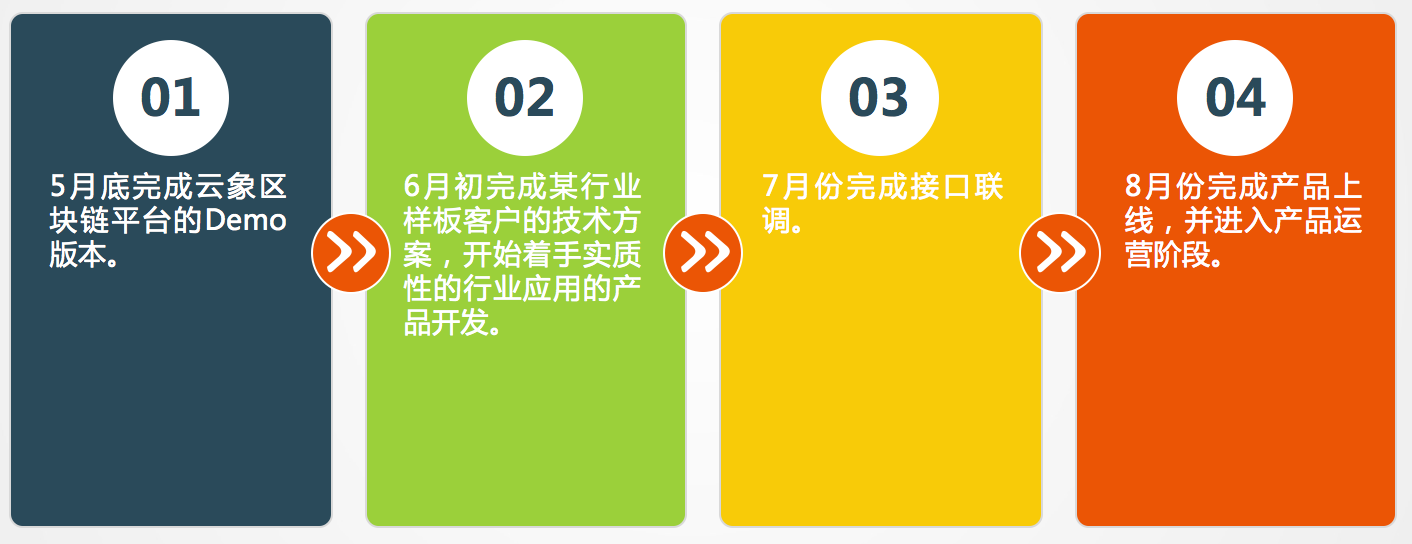 01
5月底完成云象区
块链平台的Demo
版本。
02
6月初完成某行业
样板客户的技术方
案，开始着手实质
性的行业应用的产
品开发。
03
7月份完成接口联
调。
04
8月份完成产品上
线，并进入产品运
营阶段。